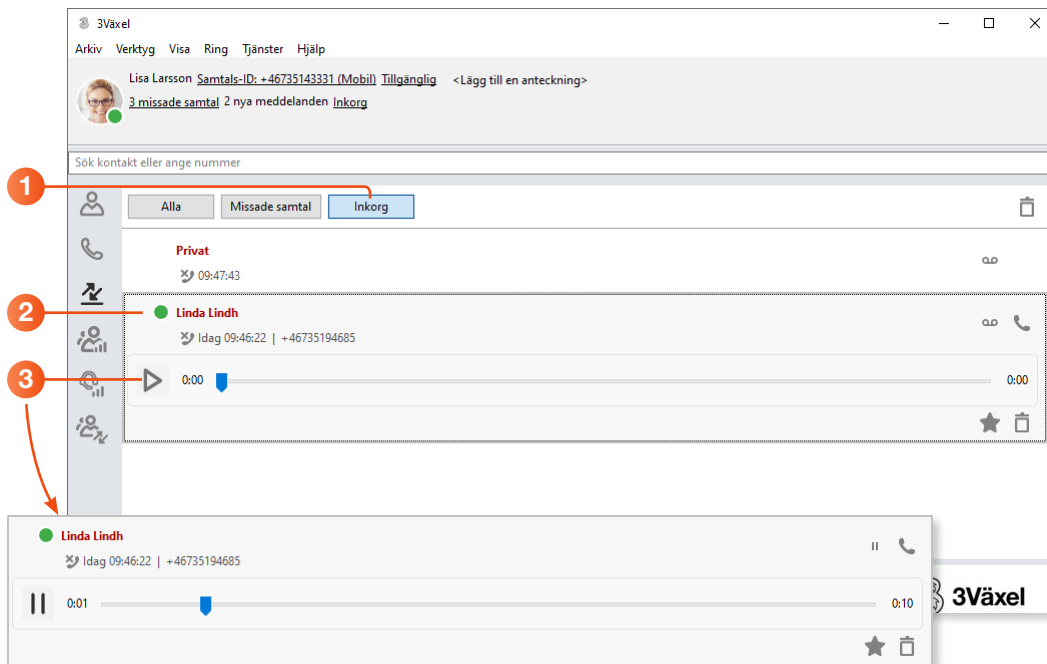 3Växel
Arkiv Verktyg Visa Ring Tjänster Hjälp
Lisa Larsson Samtals-ID: +46735143331 (Mobil) Tillgänglig <Lägg till en anteckning>
3 missade samtal 2 nya meddelanden Inkorg
Sök kontakt eller ange nummer
1
Alla Missade samtal Inkorg
Privat
09:47:43
2
Linda Lindh
Idag 09:46:22 | +46735194685
3
0:00 0:00
Linda Lindh
Idag 09:46:22 | +46735194685
0:01 0:10
3Växel